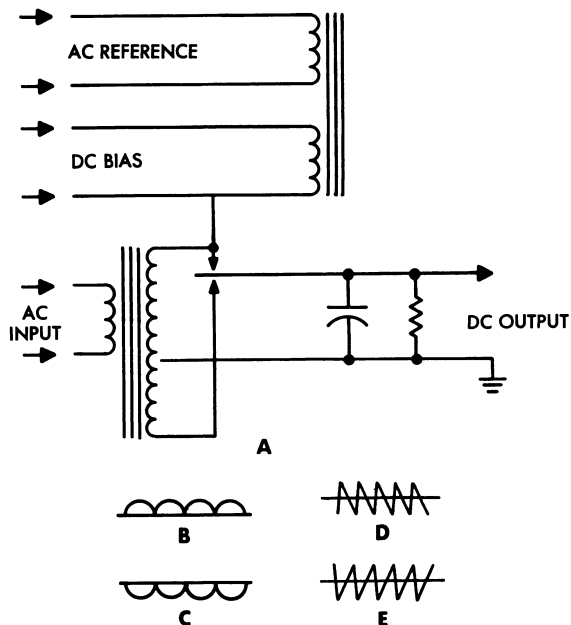 AC REFERENCE
DC BIAS
AC
INPUT
DC OUTPUT
A
B
D
C
E